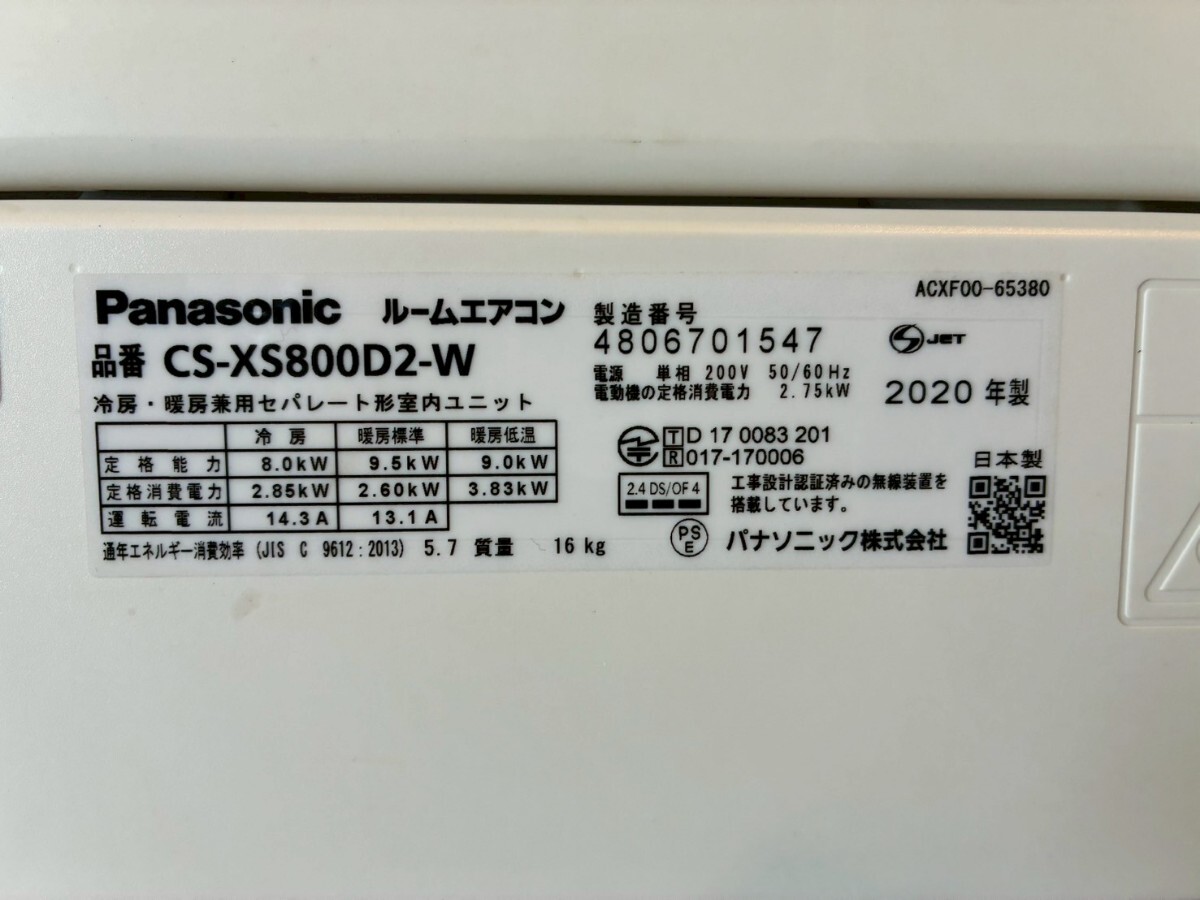 ACXF00-65380
Panasonic ルームエアコン
品番 CS-XS800D2-W
冷房・暖房兼用セパレート形室内ユニット
冷房 暖房標準 暖房低温
定格能力 8.0kW 9.5kW 9.0kW
定格消費電力 2.85kW 2.60kW 3.83kW
運転電流 14.3A 13.1A
通年エネルギー消費効率 (JIS C 9612:2013) 5.7 質量 16 kg
製造番号
4806701547
電源 単相 200V 50/60Hz
電動機の定格消費電力 2.75kW
JET
2020年製
T D 17 0083 201
R 017-170006
日本製
2.4 DS/OF 4
工事設計認証済みの無線装置を
搭載しています。
PS
E
パナソニック株式会社